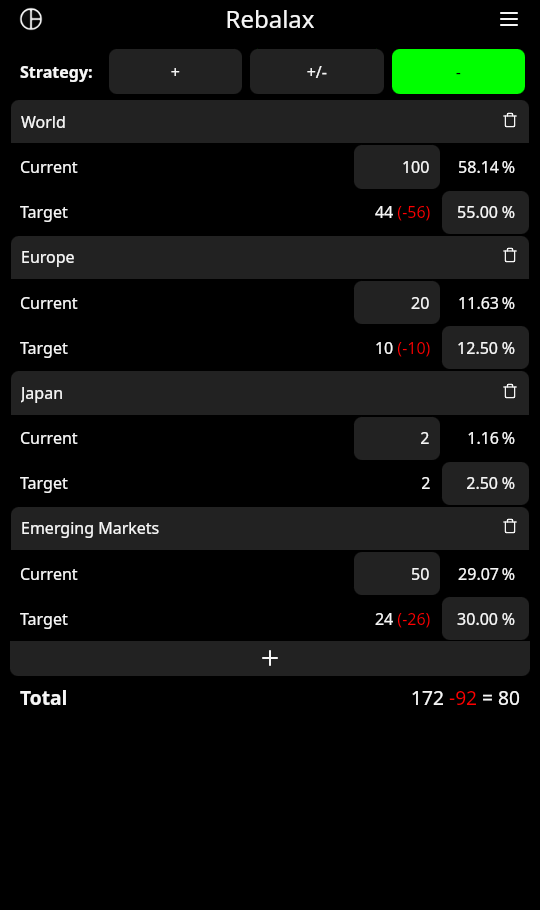 Rebalax
Strategy: + +/- -
World
Current 100 58.14 %
Target 44 (-56) 55.00 %
Europe
Current 20 11.63 %
Target 10 (-10) 12.50 %
Japan
Current 2 1.16 %
Target 2 2.50 %
Emerging Markets
Current 50 29.07 %
Target 24 (-26) 30.00 %
+
Total 172 -92 = 80